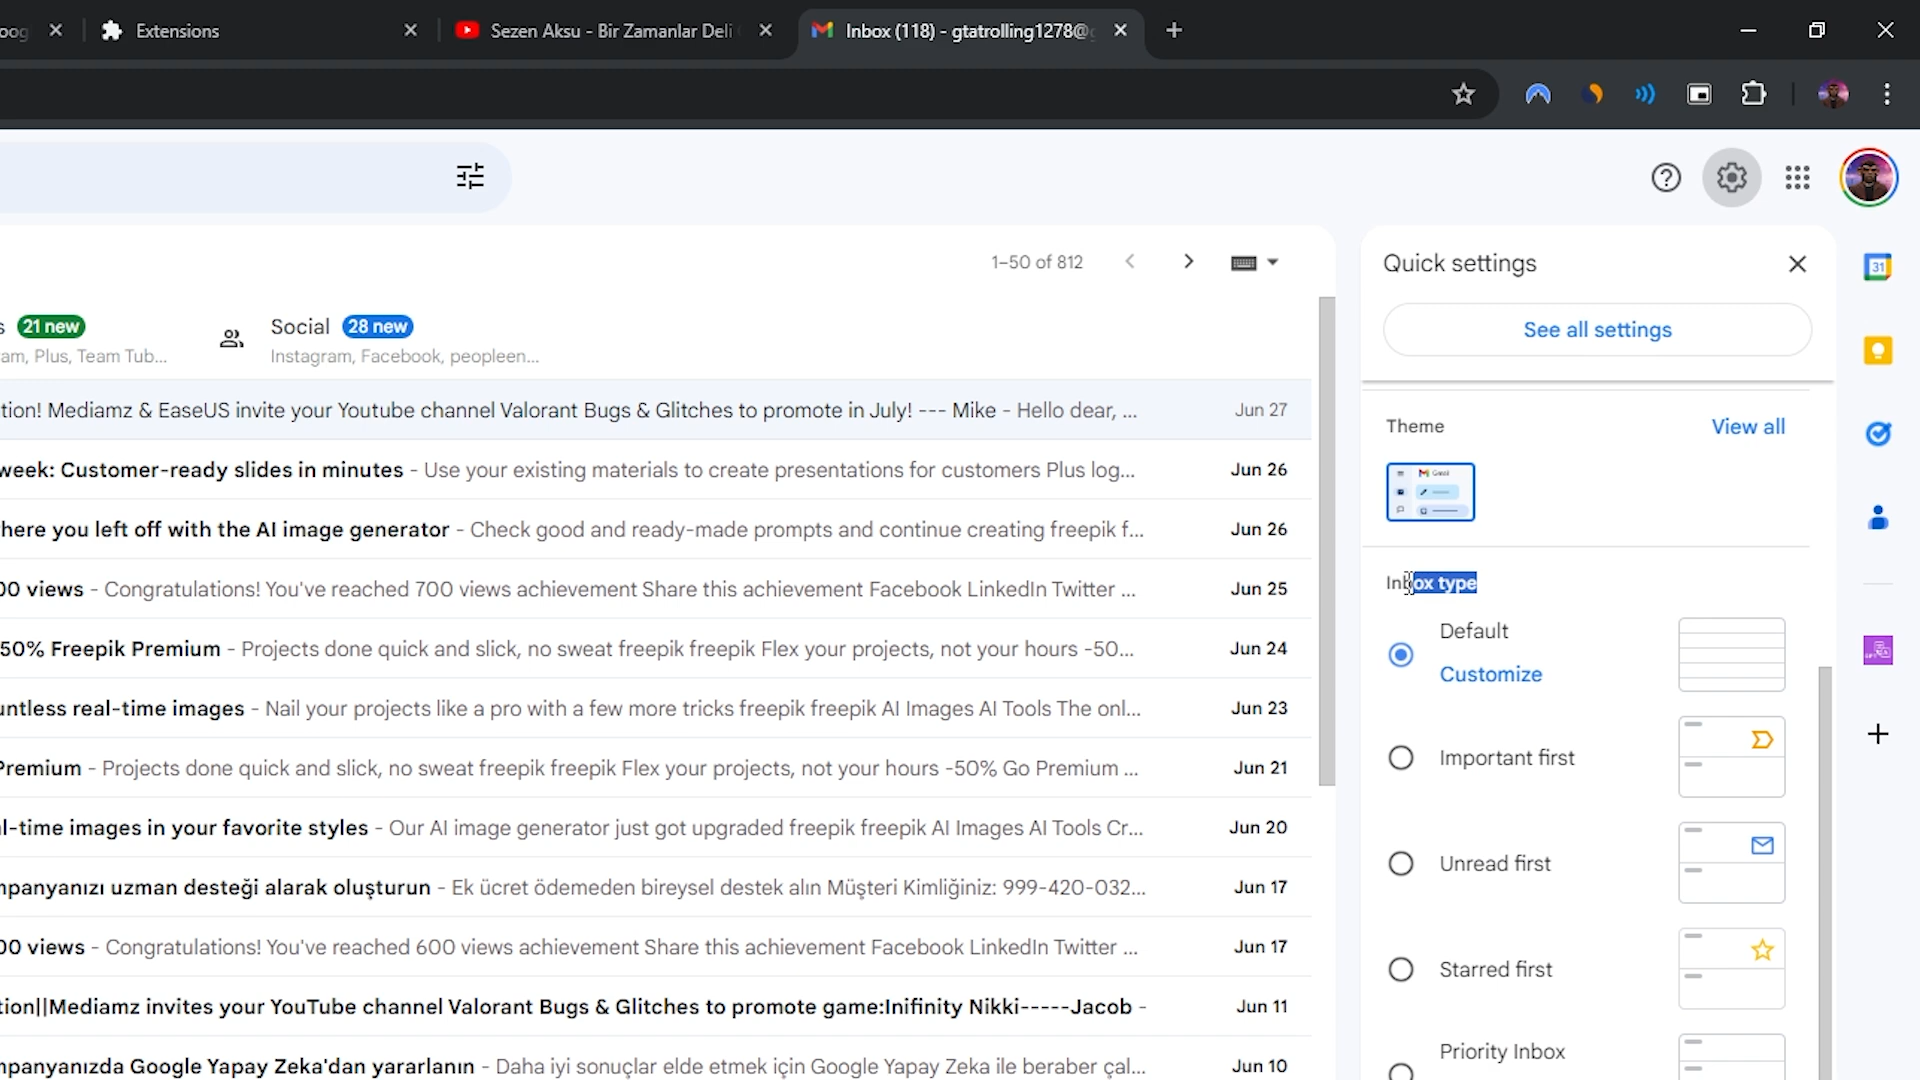 Extensions
Sezen Aksu - Bir Zamanlar Deli
Inbox (118) - gtatrolling1278@
1–50 of 812
21 new
am, Plus, Team Tub...
Social 28 new
Instagram, Facebook, peopleen...
tion! Mediamz & EaseUS invite your Youtube channel Valorant Bugs & Glitches to promote in July! --- Mike - Hello dear, ... Jun 27
week: Customer-ready slides in minutes - Use your existing materials to create presentations for customers Plus log... Jun 26
here you left off with the AI image generator - Check good and ready-made prompts and continue creating freepik f... Jun 26
00 views - Congratulations! You've reached 700 views achievement Share this achievement Facebook LinkedIn Twitter ... Jun 25
50% Freepik Premium - Projects done quick and slick, no sweat freepik freepik Flex your projects, not your hours -50... Jun 24
untless real-time images - Nail your projects like a pro with a few more tricks freepik freepik AI Images AI Tools The onl... Jun 23
Premium - Projects done quick and slick, no sweat freepik freepik Flex your projects, not your hours -50% Go Premium ... Jun 21
l-time images in your favorite styles - Our AI image generator just got upgraded freepik freepik AI Images AI Tools Cr... Jun 20
mpanyanızı uzman desteği alarak oluşturun - Ek ücret ödemeden bireysel destek alın Müşteri Kimliğiniz: 999-420-032... Jun 17
00 views - Congratulations! You've reached 600 views achievement Share this achievement Facebook LinkedIn Twitter ... Jun 17
tion||Mediamz invites your YouTube channel Valorant Bugs & Glitches to promote game:Inifinity Nikki-----Jacob - Jun 11
mpanyanızda Google Yapay Zeka'dan yararlanın - Daha iyi sonuçlar elde etmek için Google Yapay Zeka ile beraber çal... Jun 10
Quick settings
See all settings
Theme View all
Gmail
Inbox type
Default
Customize
Important first
Unread first
Starred first
Priority Inbox
31